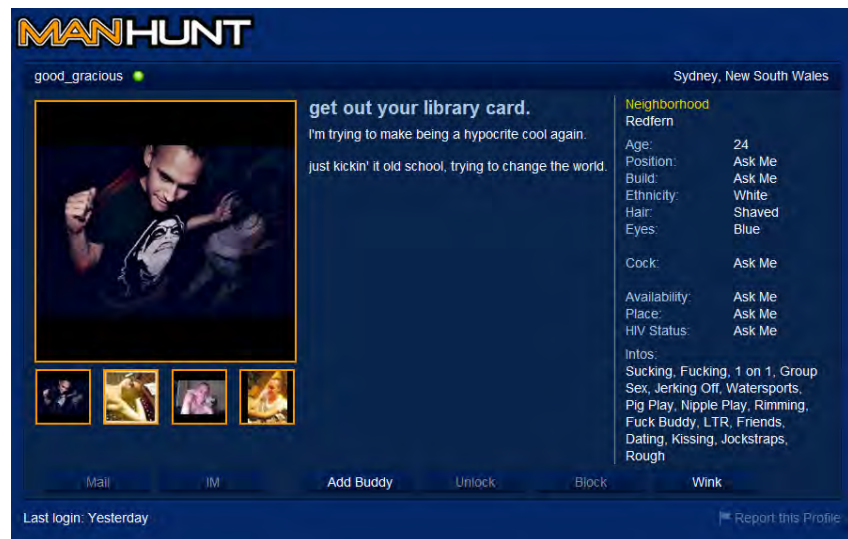 MANHUNT
good_gracious
Sydney, New South Wales
get out your library card.
I'm trying to make being a hypocrite cool again.
just kickin' it old school, trying to change the world.
Neighborhood
Redfern
Age: 24
Position: Ask Me
Build: Ask Me
Ethnicity: White
Hair: Shaved
Eyes: Blue
Cock: Ask Me
Availability: Ask Me
Place: Ask Me
HIV Status: Ask Me
Intos:
Sucking, Fucking, 1 on 1, Group
Sex, Jerking Off, Watersports,
Pig Play, Nipple Play, Rimming,
Fuck Buddy, LTR, Friends,
Dating, Kissing, Jockstraps,
Rough
Mail IM Add Buddy Unlock Block Wink
Last login: Yesterday
Report this Profile